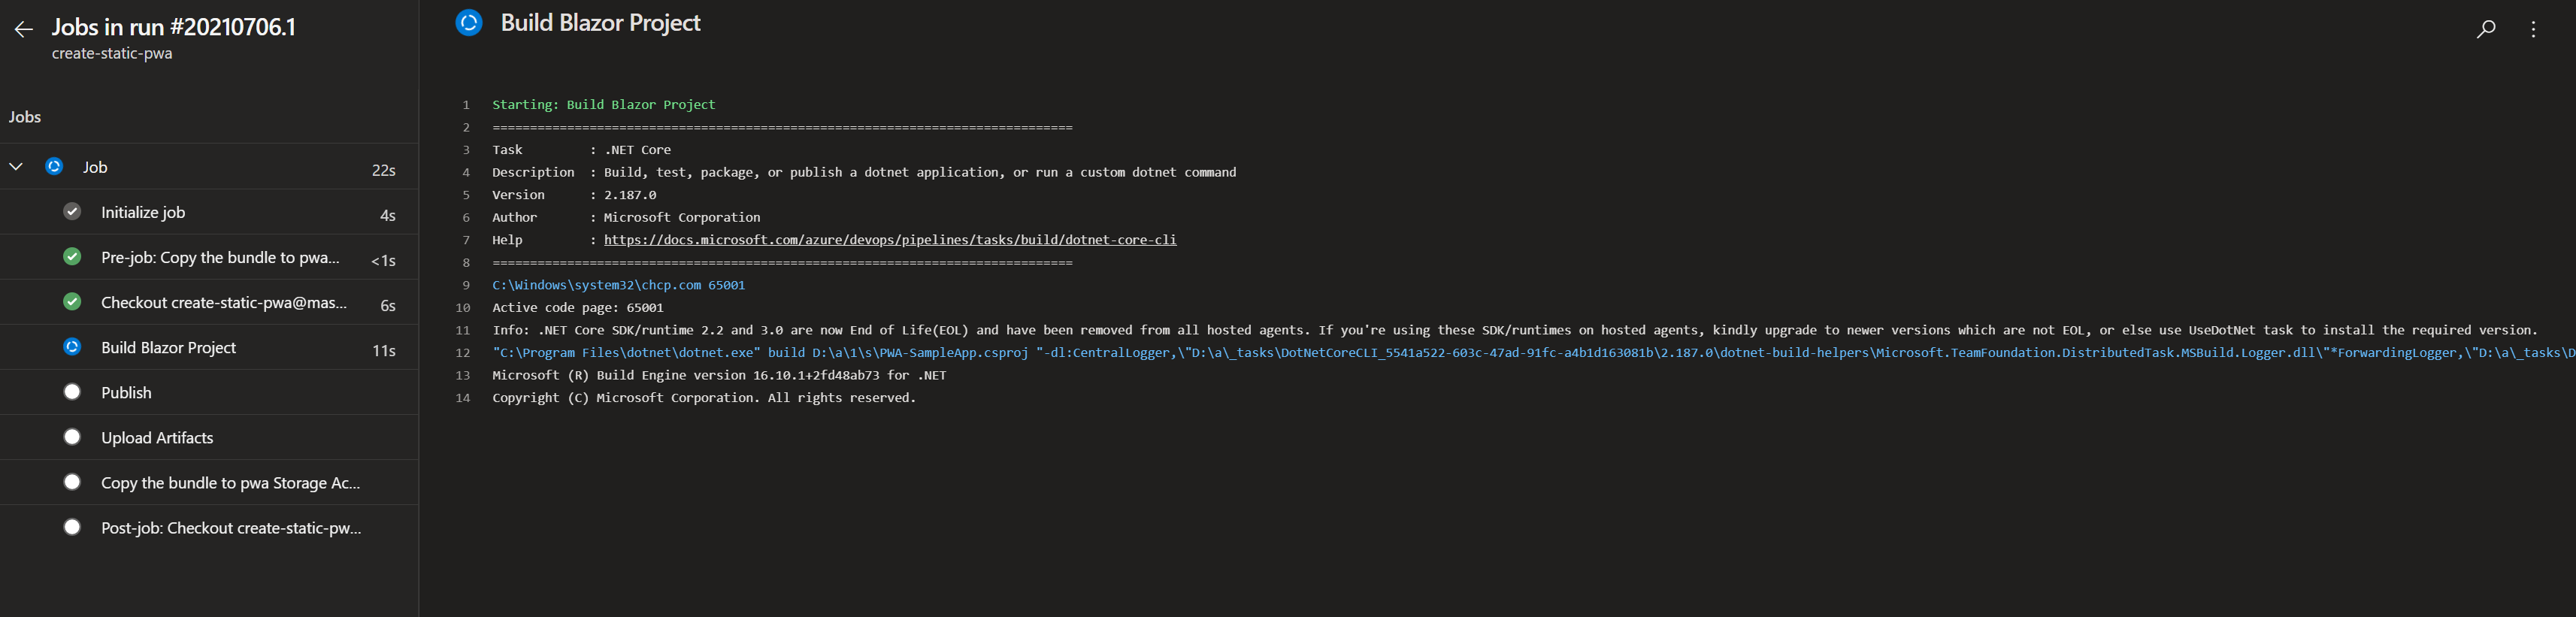 Jobs in run #20210706.1
create-static-pwa
Jobs
Job 22s
Initialize job 4s
Pre-job: Copy the bundle to pwa... <1s
Checkout create-static-pwa@mas... 6s
Build Blazor Project 11s
Publish
Upload Artifacts
Copy the bundle to pwa Storage Ac...
Post-job: Checkout create-static-pw...
Build Blazor Project
1 Starting: Build Blazor Project
2 ==============================================================================
3 Task : .NET Core
4 Description : Build, test, package, or publish a dotnet application, or run a custom dotnet command
5 Version : 2.187.0
6 Author : Microsoft Corporation
7 Help : https://docs.microsoft.com/azure/devops/pipelines/tasks/build/dotnet-core-cli
8 ==============================================================================
9 C:\Windows\system32\chcp.com 65001
10 Active code page: 65001
11 Info: .NET Core SDK/runtime 2.2 and 3.0 are now End of Life(EOL) and have been removed from all hosted agents. If you're using these SDK/runtimes on hosted agents, kindly upgrade to newer versions which are not EOL, or else use UseDotNet task to install the required version.
12 "C:\Program Files\dotnet\dotnet.exe" build D:\a\1\s\PWA-SampleApp.csproj "-dl:CentralLogger,\"D:\a\_tasks\DotNetCoreCLI_5541a522-603c-47ad-91fc-a4b1d163081b\2.187.0\dotnet-build-helpers\Microsoft.TeamFoundation.DistributedTask.MSBuild.Logger.dll\"*ForwardingLogger,\"D:\a\_tasks\D
13 Microsoft (R) Build Engine version 16.10.1+2fd48ab73 for .NET
14 Copyright (C) Microsoft Corporation. All rights reserved.